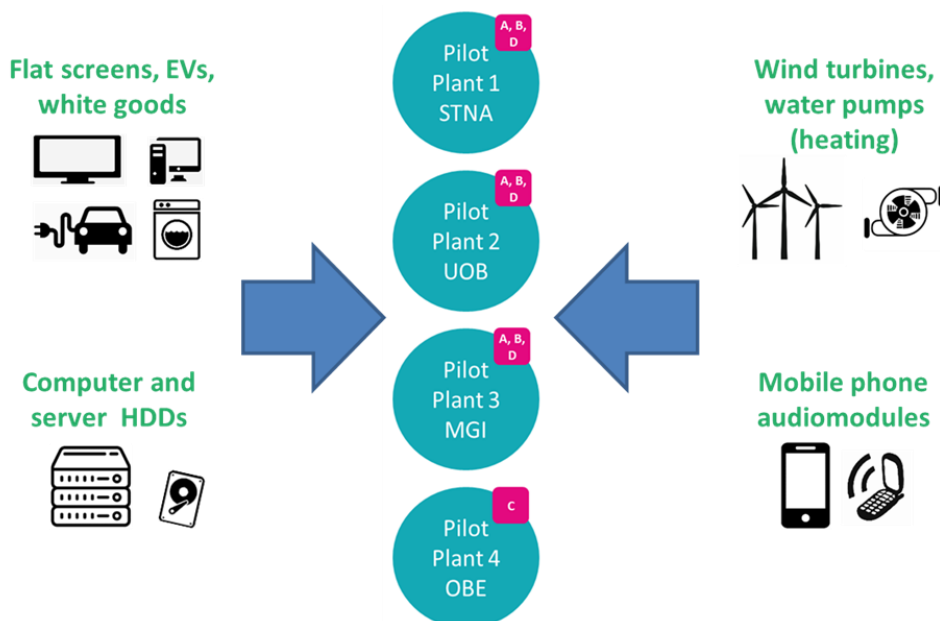 Flat screens, EVs,
white goods
Computer and
server HDDs
A, B,
D
Pilot
Plant 1
STNA
A, B,
D
Pilot
Plant 2
UOB
A, B,
D
Pilot
Plant 3
MGI
C
Pilot
Plant 4
OBE
Wind turbines,
water pumps
(heating)
Mobile phone
audiomodules